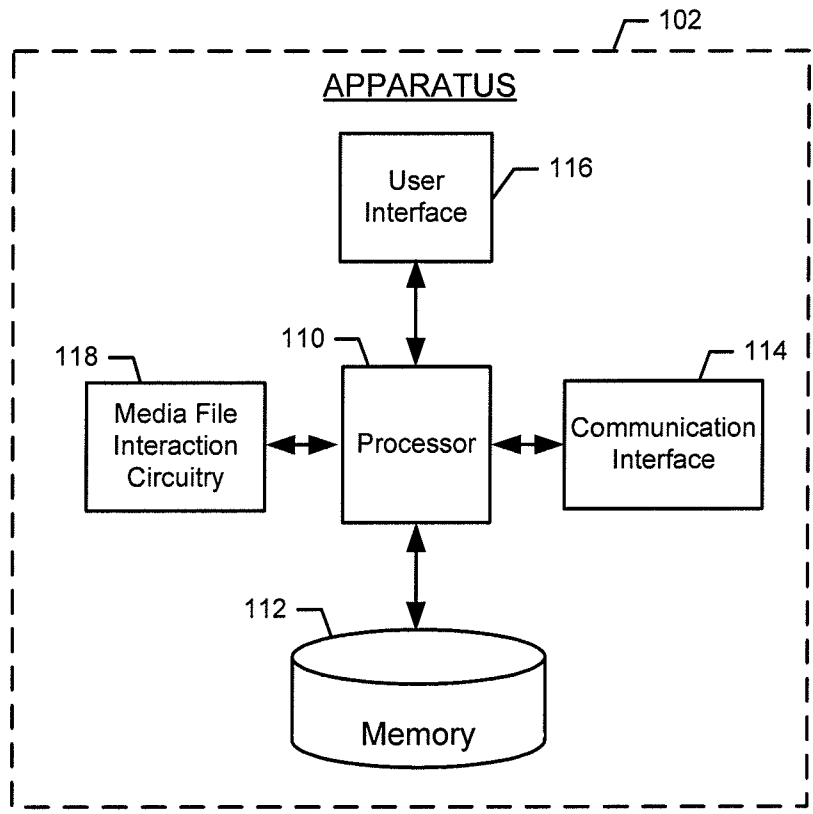 102
APPARATUS
User
Interface
116
110
118
114
Media File
Interaction
Circuitry
Processor
Communication
Interface
112
Memory